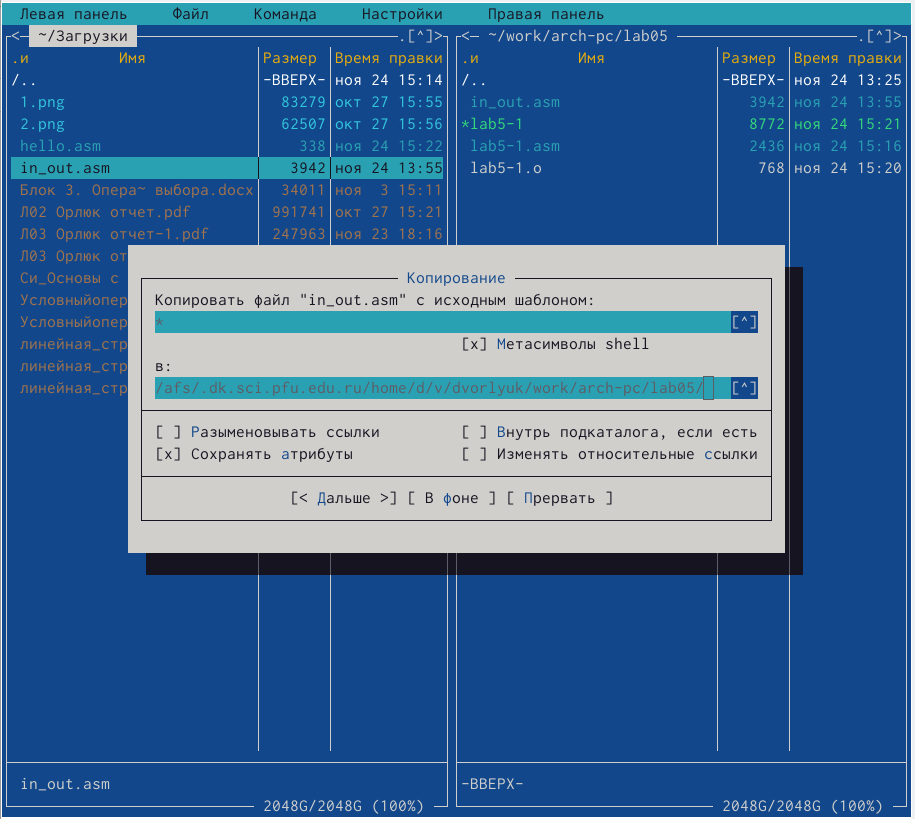 Левая панель Файл Команда Настройки Правая панель
<─ ~/Загрузки .[^]> <─ ~/work/arch-pc/lab05 .[^]>
.и Имя Размер Время правки .и Имя Размер Время правки
/.. -ВВЕРХ- ноя 24 15:14 /.. -ВВЕРХ- ноя 24 13:25
1.png 83279 окт 27 15:55 in_out.asm 3942 ноя 24 13:55
2.png 62507 окт 27 15:56 *lab5-1 8772 ноя 24 15:21
hello.asm 338 ноя 24 15:22 lab5-1.asm 2436 ноя 24 15:16
in_out.asm 3942 ноя 24 13:55 lab5-1.o 768 ноя 24 15:20
Блок 3. Опера~ выбора.docx 34011 ноя 3 15:11
Л02 Орлюк отчет.pdf 991741 окт 27 15:21
Л03 Орлюк отчет-1.pdf 247963 ноя 23 18:16
Л03 Орлюк от
Си_Основы с
Условныйопер
Условныйопер
линейная_стр
линейная_стр
линейная_стр
Копирование
Копировать файл "in_out.asm" с исходным шаблоном:
* [^]
[x] Метасимволы shell
в:
/afs/.dk.sci.pfu.edu.ru/home/d/v/dvorlyuk/work/arch-pc/lab05/ [^]
[ ] Разыменовывать ссылки [ ] Внутрь подкаталога, если есть
[x] Сохранять атрибуты [ ] Изменять относительные ссылки
[< Дальше >] [ В фоне ] [ Прервать ]
in_out.asm -ВВЕРХ-
2048G/2048G (100%) 2048G/2048G (100%)